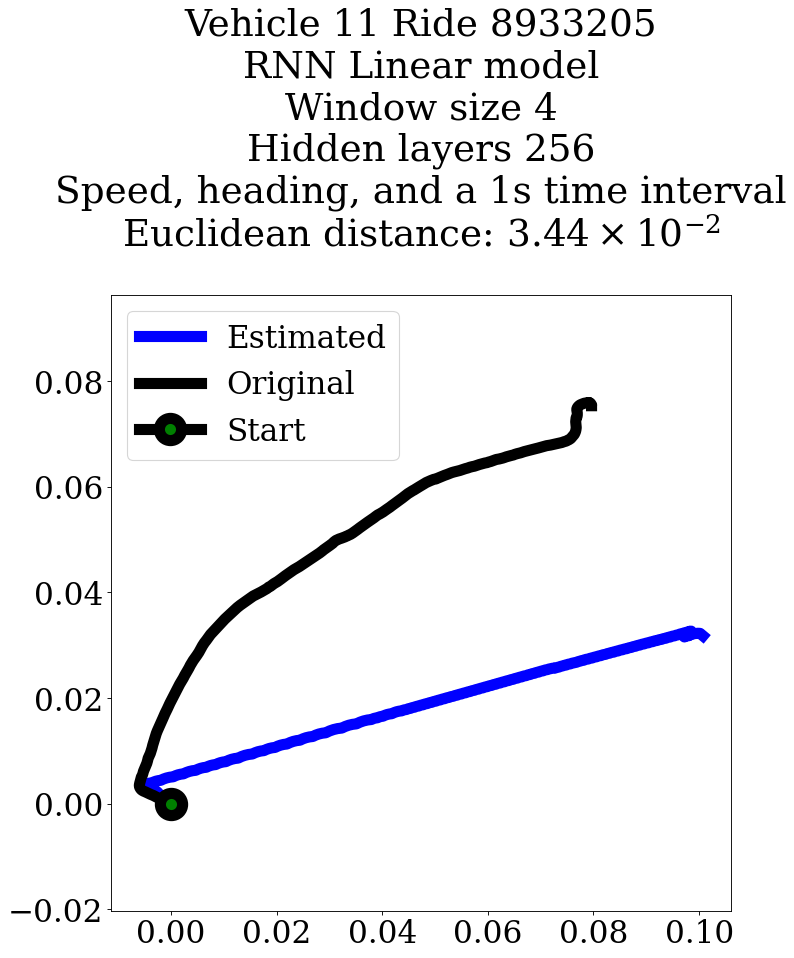 Vehicle 11 Ride 8933205
RNN Linear model
Window size 4
Hidden layers 256
Speed, heading, and a 1s time interval
Euclidean distance: 3.44 × 10⁻²
Estimated
Original
Start
0.08
0.06
0.04
0.02
0.00
−0.02
0.00 0.02 0.04 0.06 0.08 0.10